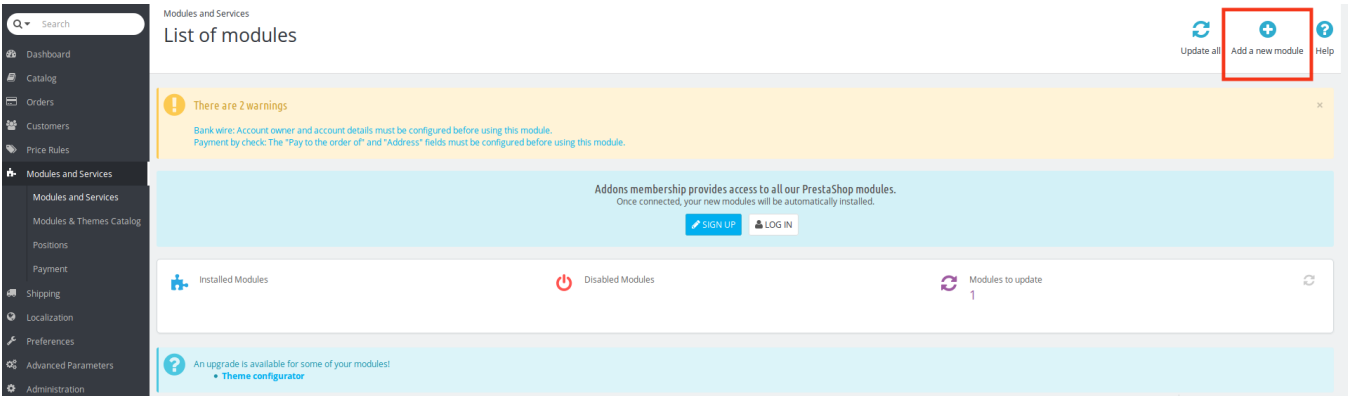 Search
Dashboard
Catalog
Orders
Customers
Price Rules
Modules and Services
Modules and Services
Modules & Themes Catalog
Positions
Payment
Shipping
Localization
Preferences
Advanced Parameters
Administration
Modules and Services
List of modules
Update all
Add a new module
Help
There are 2 warnings
Bank wire: Account owner and account details must be configured before using this module.
Payment by check: The "Pay to the order of" and "Address" fields must be configured before using this module.
Addons membership provides access to all our PrestaShop modules.
Once connected, your new modules will be automatically installed.
SIGN UP
LOG IN
Installed Modules
Disabled Modules
Modules to update
1
An upgrade is available for some of your modules!
• Theme configurator